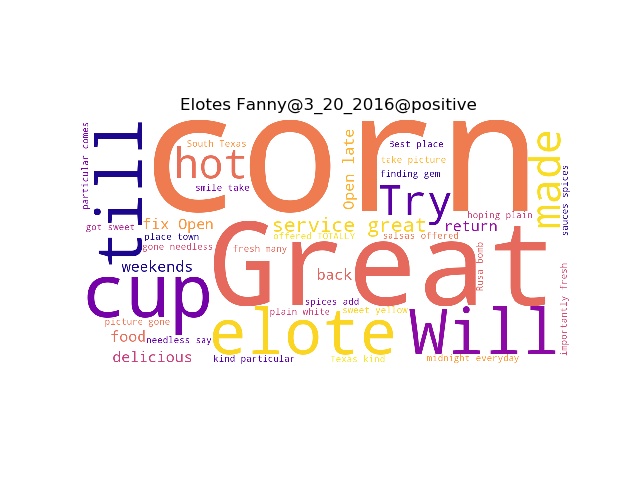 Elotes Fanny@3_20_2016@positive
particular comes
till
corn
South Texas
hot
smile take
Open late
Best place
take picture
finding gem
Try
made
sauces spices
hoping plain
got sweet
fix Open
service great
return
place town
offered TOTALLY
salsas offered
gone needless
fresh many
Great
weekends
cup
back
Rusa bomb
importantly fresh
spices add
plain white
sweet yellow
picture gone
elote
Will
food
needless say
delicious
kind particular
Texas kind
midnight everyday